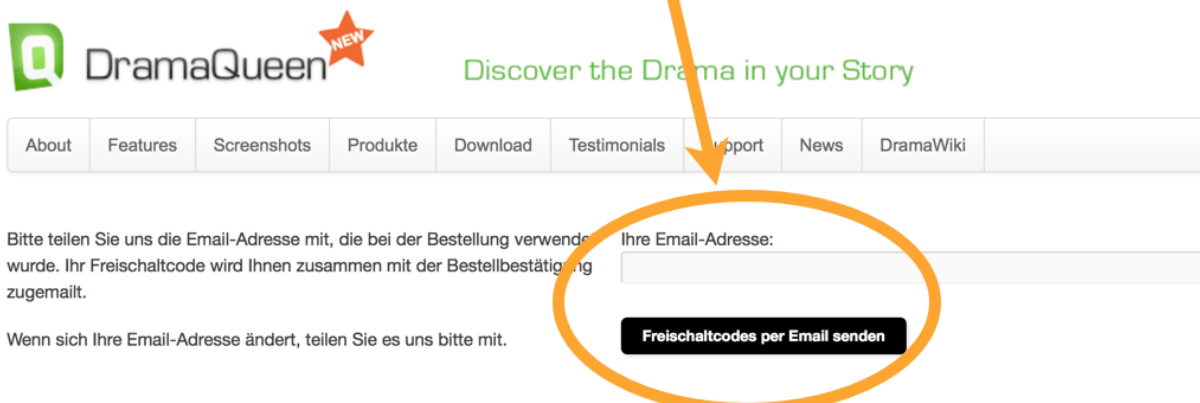 Q DramaQueen NEW
Discover the Drama in your Story
About Features Screenshots Produkte Download Testimonials Support News DramaWiki
Bitte teilen Sie uns die Email-Adresse mit, die bei der Bestellung verwendet
wurde. Ihr Freischaltcode wird Ihnen zusammen mit der Bestellbestätigung
zugemailt.
Wenn sich Ihre Email-Adresse ändert, teilen Sie es uns bitte mit.
Ihre Email-Adresse:
Freischaltcodes per Email senden